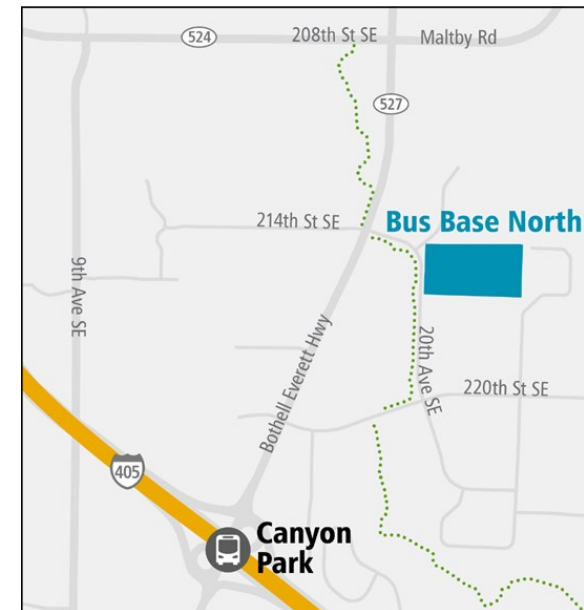 524
208th St SE
Maltby Rd
527
214th St SE
Bus Base North
9th Ave SE
Bothell Everett Hwy
20th Ave SE
220th St SE
405
Canyon
Park